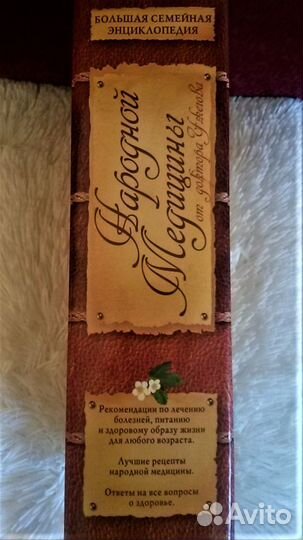 БОЛЬШАЯ СЕМЕЙНАЯ
ЭНЦИКЛОПЕДИЯ
Народной
Медицины
от доктора Ужегова
Рекомендации по лечению
болезней, питанию
и здоровому образу жизни
для любого возраста.
Лучшие рецепты
народной медицины.
Ответы на все вопросы
о здоровье.
Avito